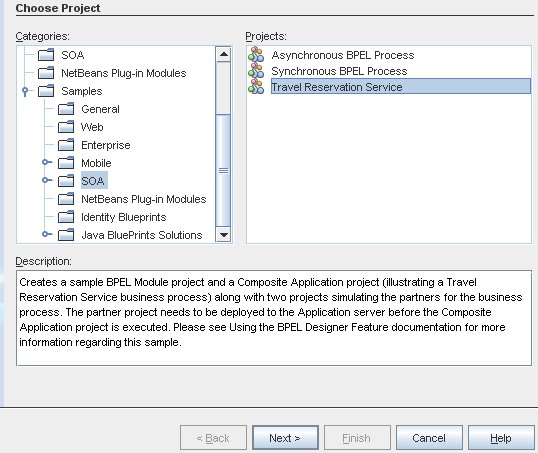 Choose Project
Categories:
Projects:
SOA
NetBeans Plug-in Modules
Samples
General
Web
Enterprise
Mobile
SOA
NetBeans Plug-in Modules
Identity Blueprints
Java BluePrints Solutions
Asynchronous BPEL Process
Synchronous BPEL Process
Travel Reservation Service
Description:
Creates a sample BPEL Module project and a Composite Application project (illustrating a Travel
Reservation Service business process) along with two projects simulating the partners for the business
process. The partner project needs to be deployed to the Application server before the Composite
Application project is executed. Please see Using the BPEL Designer Feature documentation for more
information regarding this sample.
< Back
Next >
Finish
Cancel
Help